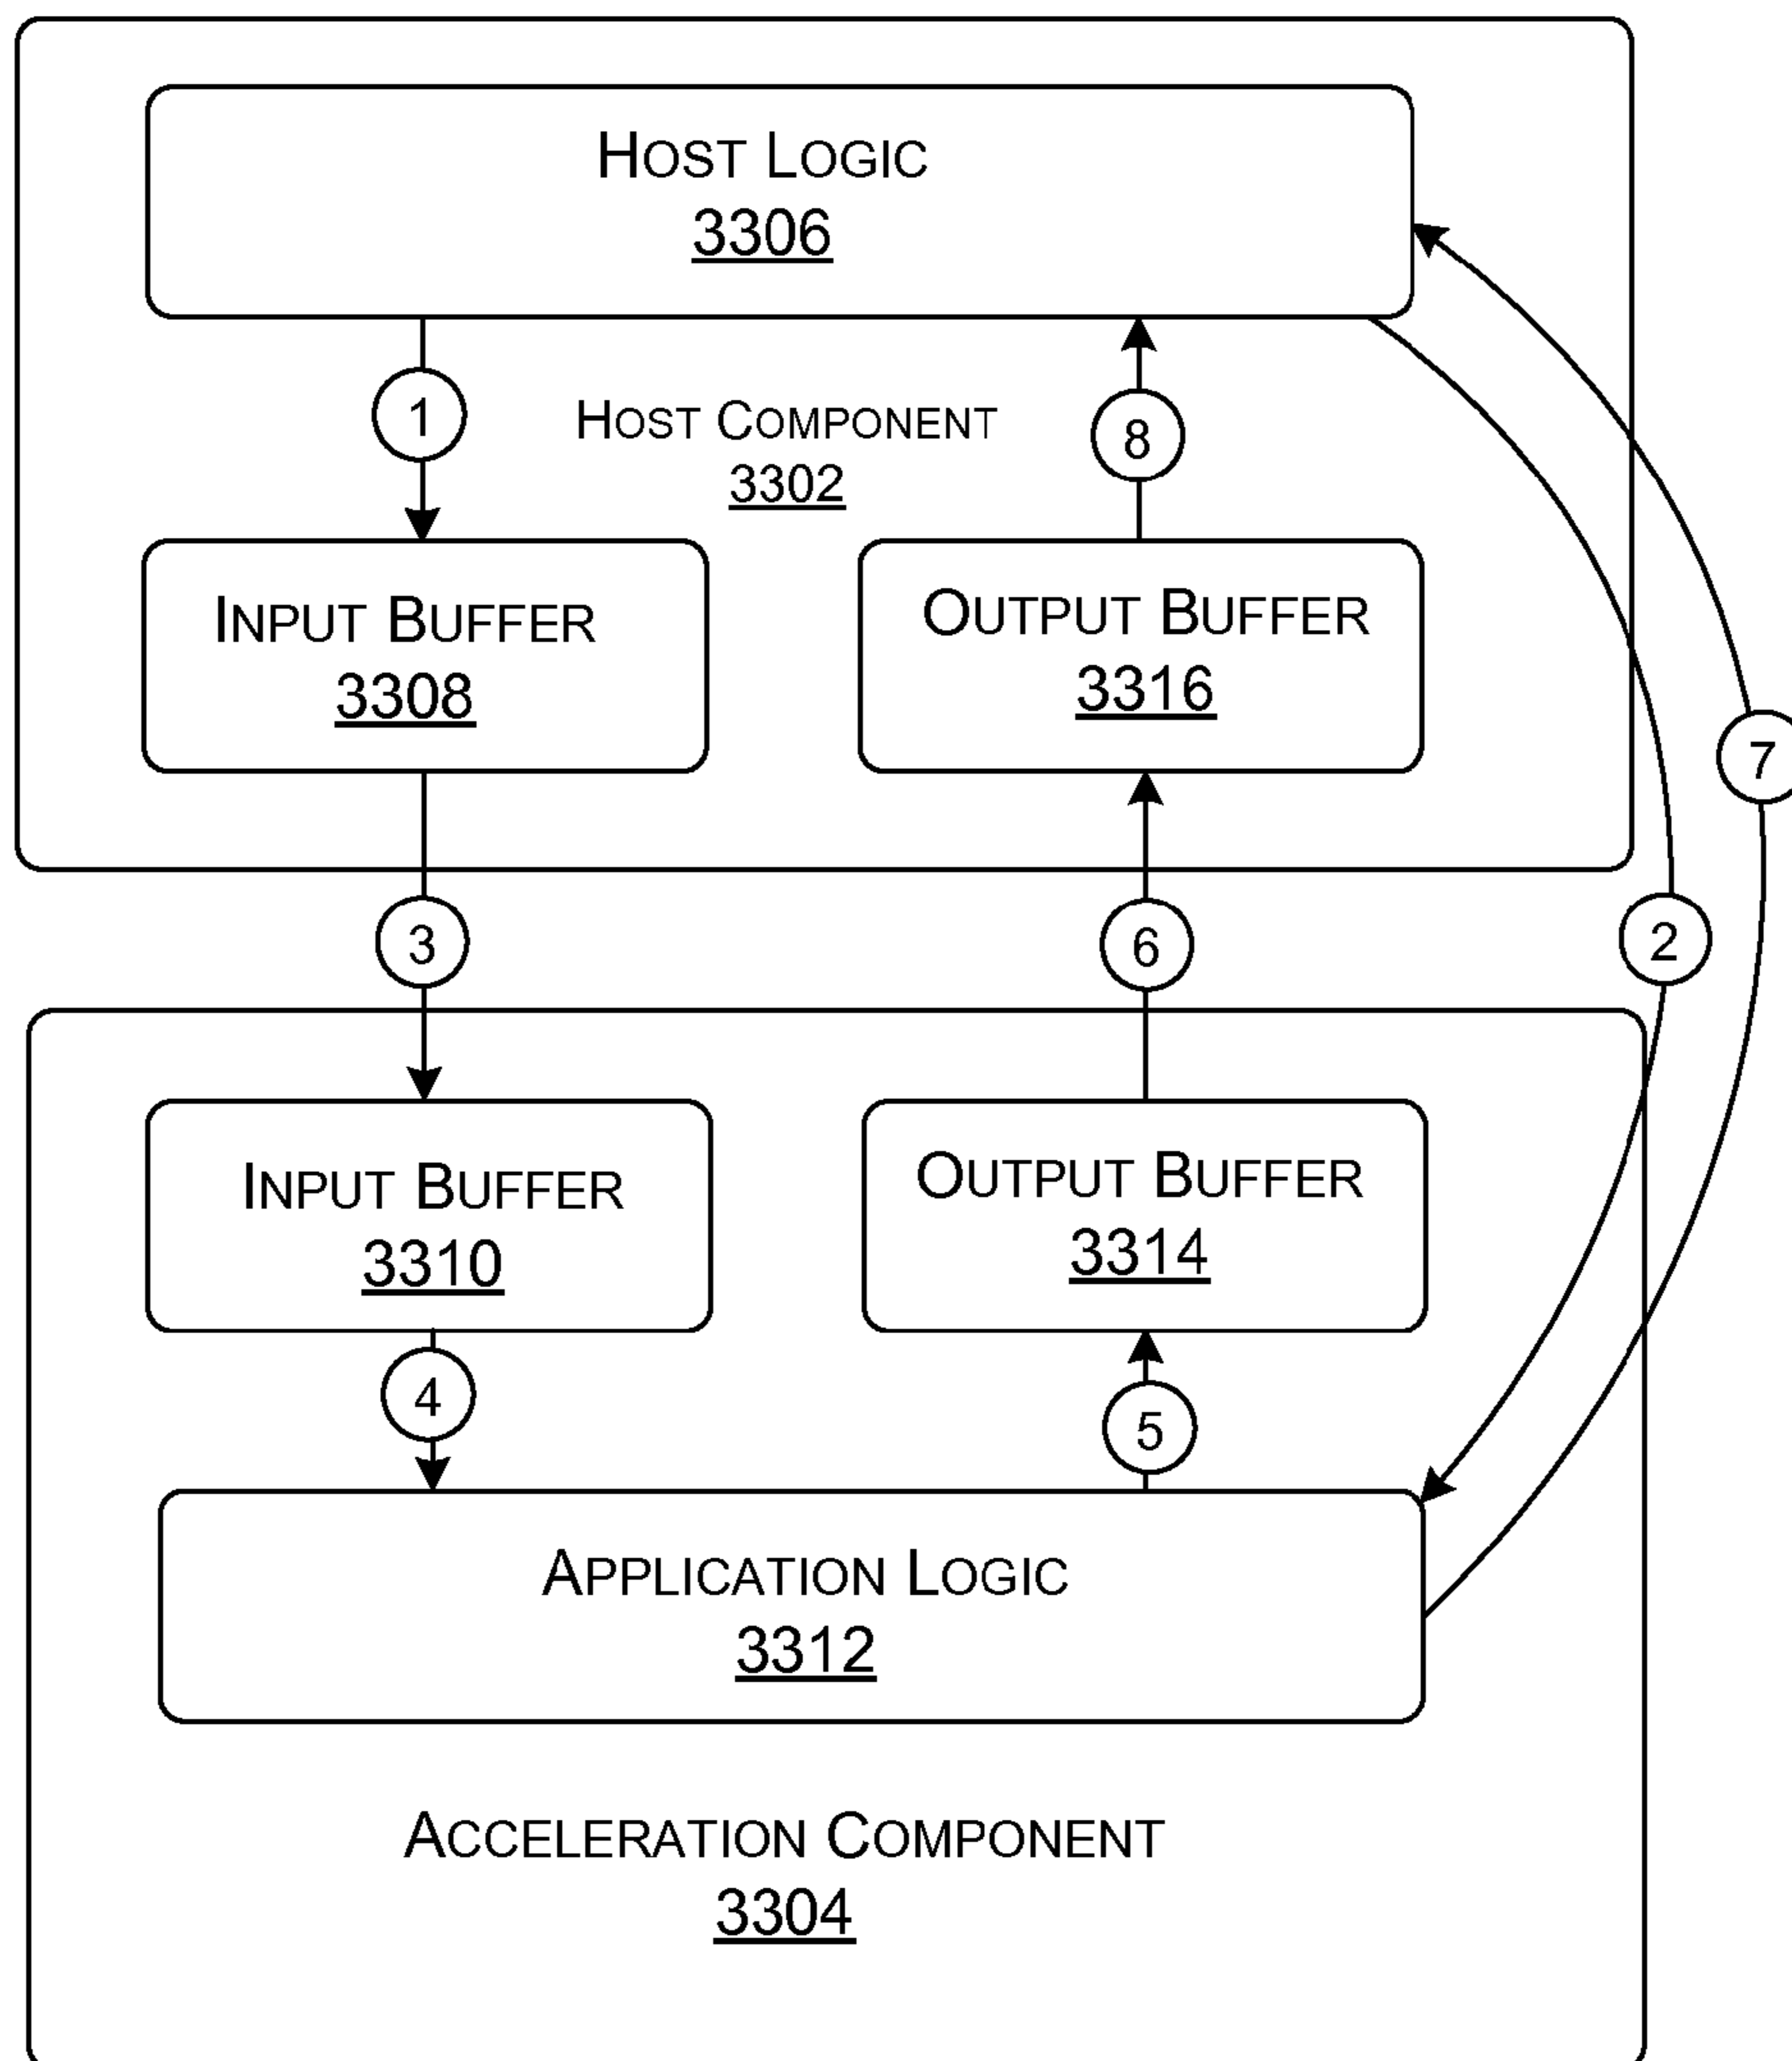 HOST LOGIC
3306
1
HOST COMPONENT
3302
8
INPUT BUFFER
3308
OUTPUT BUFFER
3316
7
3
6
2
INPUT BUFFER
3310
OUTPUT BUFFER
3314
4
5
APPLICATION LOGIC
3312
ACCELERATION COMPONENT
3304